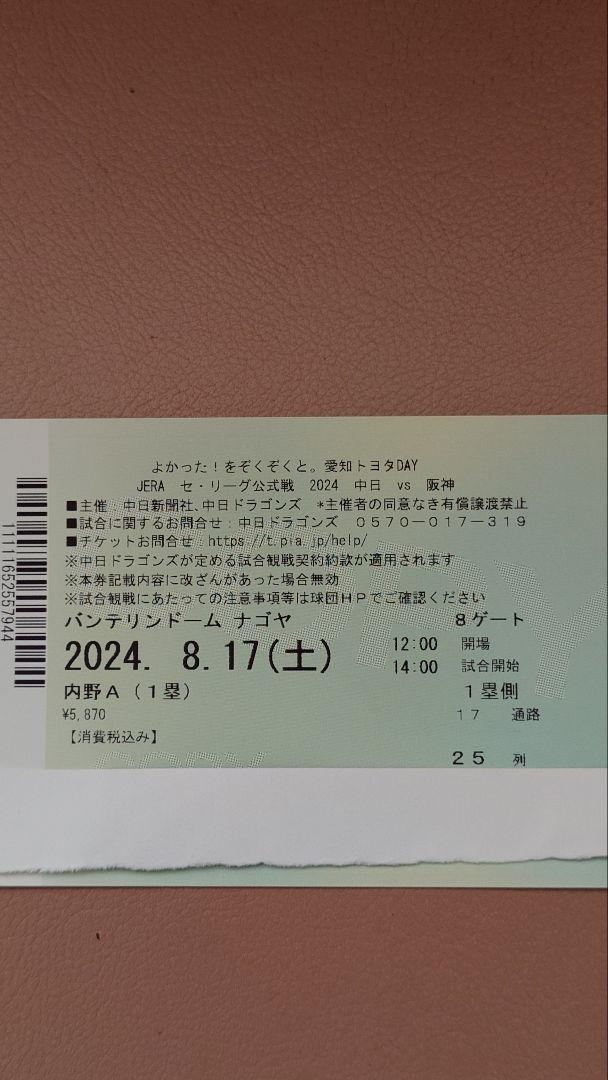 よかった!をぞくぞくと。愛知トヨタDAY
JERA セ・リーグ公式戦 2024 中日 vs 阪神
■主催 中日新聞社、中日ドラゴンズ *主催者の同意なき有償譲渡禁止
■試合に関するお問合せ:中日ドラゴンズ 0570-017-319
■チケットお問合せ:https://t.pia.jp/help/
※中日ドラゴンズが定める試合観戦契約約款が適用されます
※本券記載内容に改ざんがあった場合無効
※試合観戦にあたっての注意事項等は球団HPでご確認ください
バンテリンドーム ナゴヤ 8ゲート
2024. 8.17(土) 12:00 開場
14:00 試合開始
内野A(1塁) 1塁側
¥5,870 17 通路
【消費税込み】
25 列
1111652557944